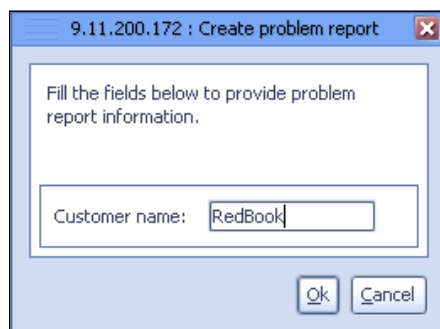 9.11.200.172 : Create problem report
Fill the fields below to provide problem
report information.
Customer name: RedBook
Ok Cancel